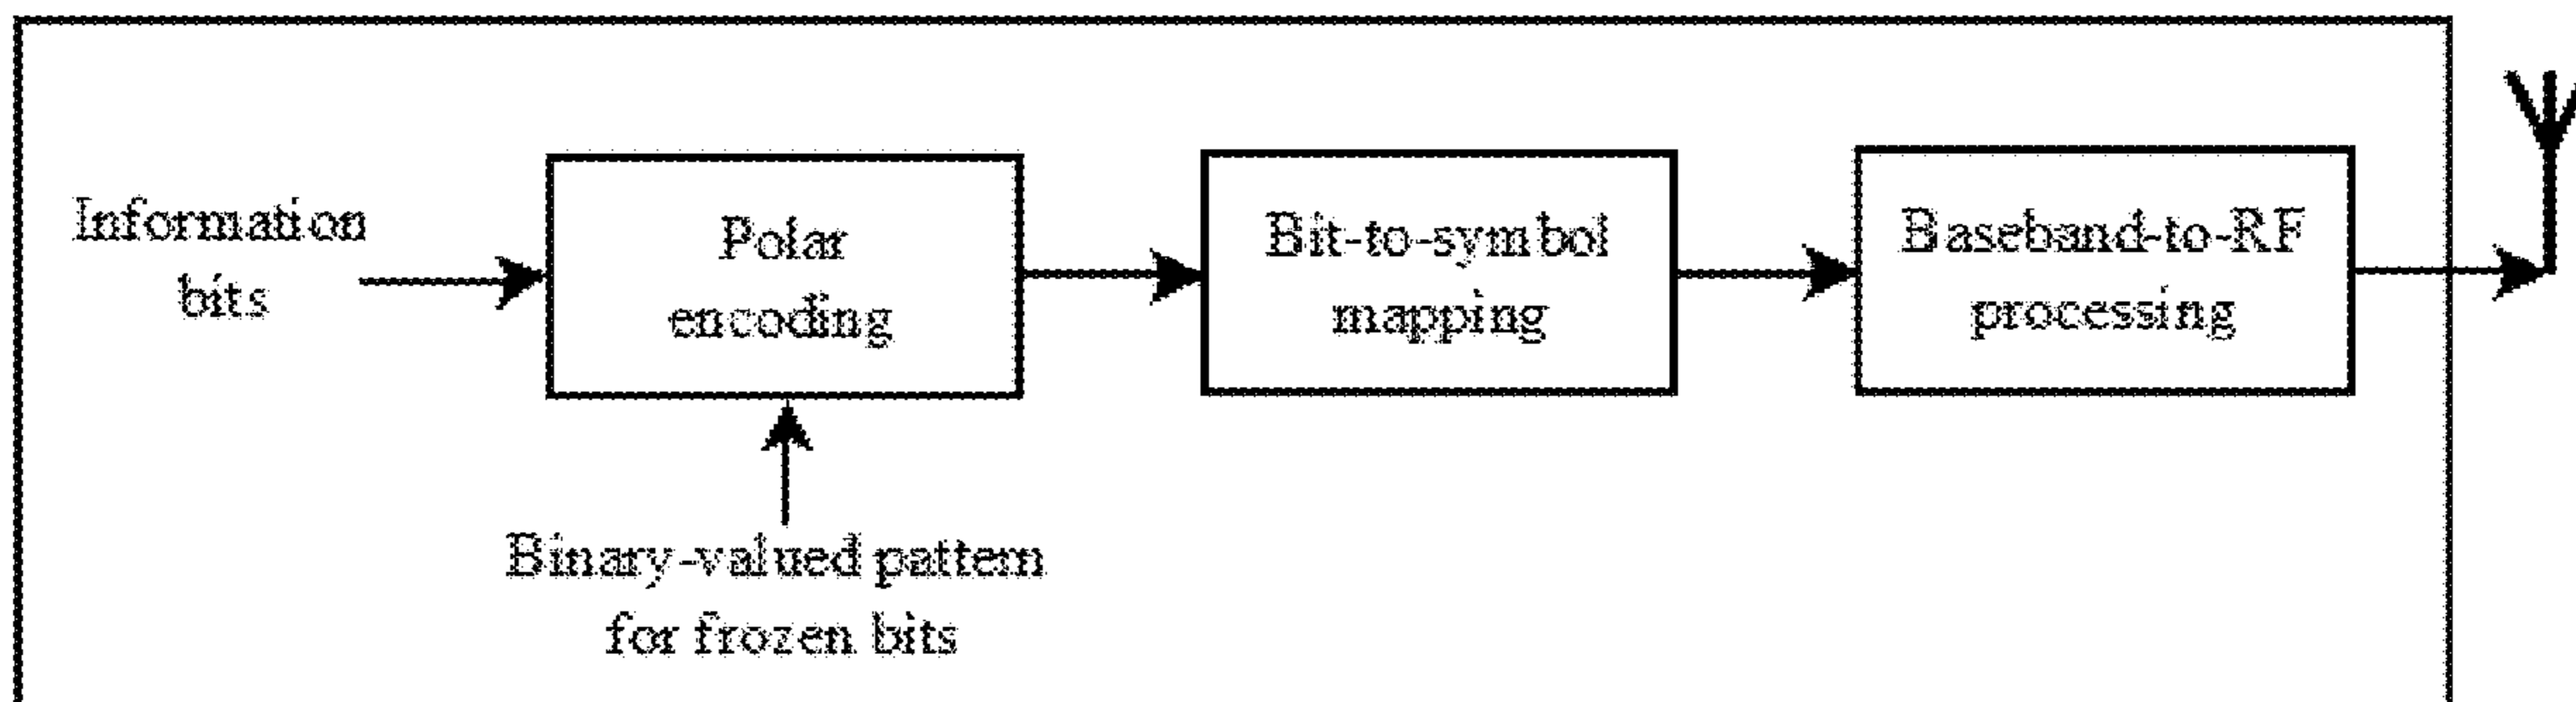 Information
bits
Polar
encoding
Bit-to-symbol
mapping
Baseband-to-RF
processing
Binary-valued pattern
for frozen bits